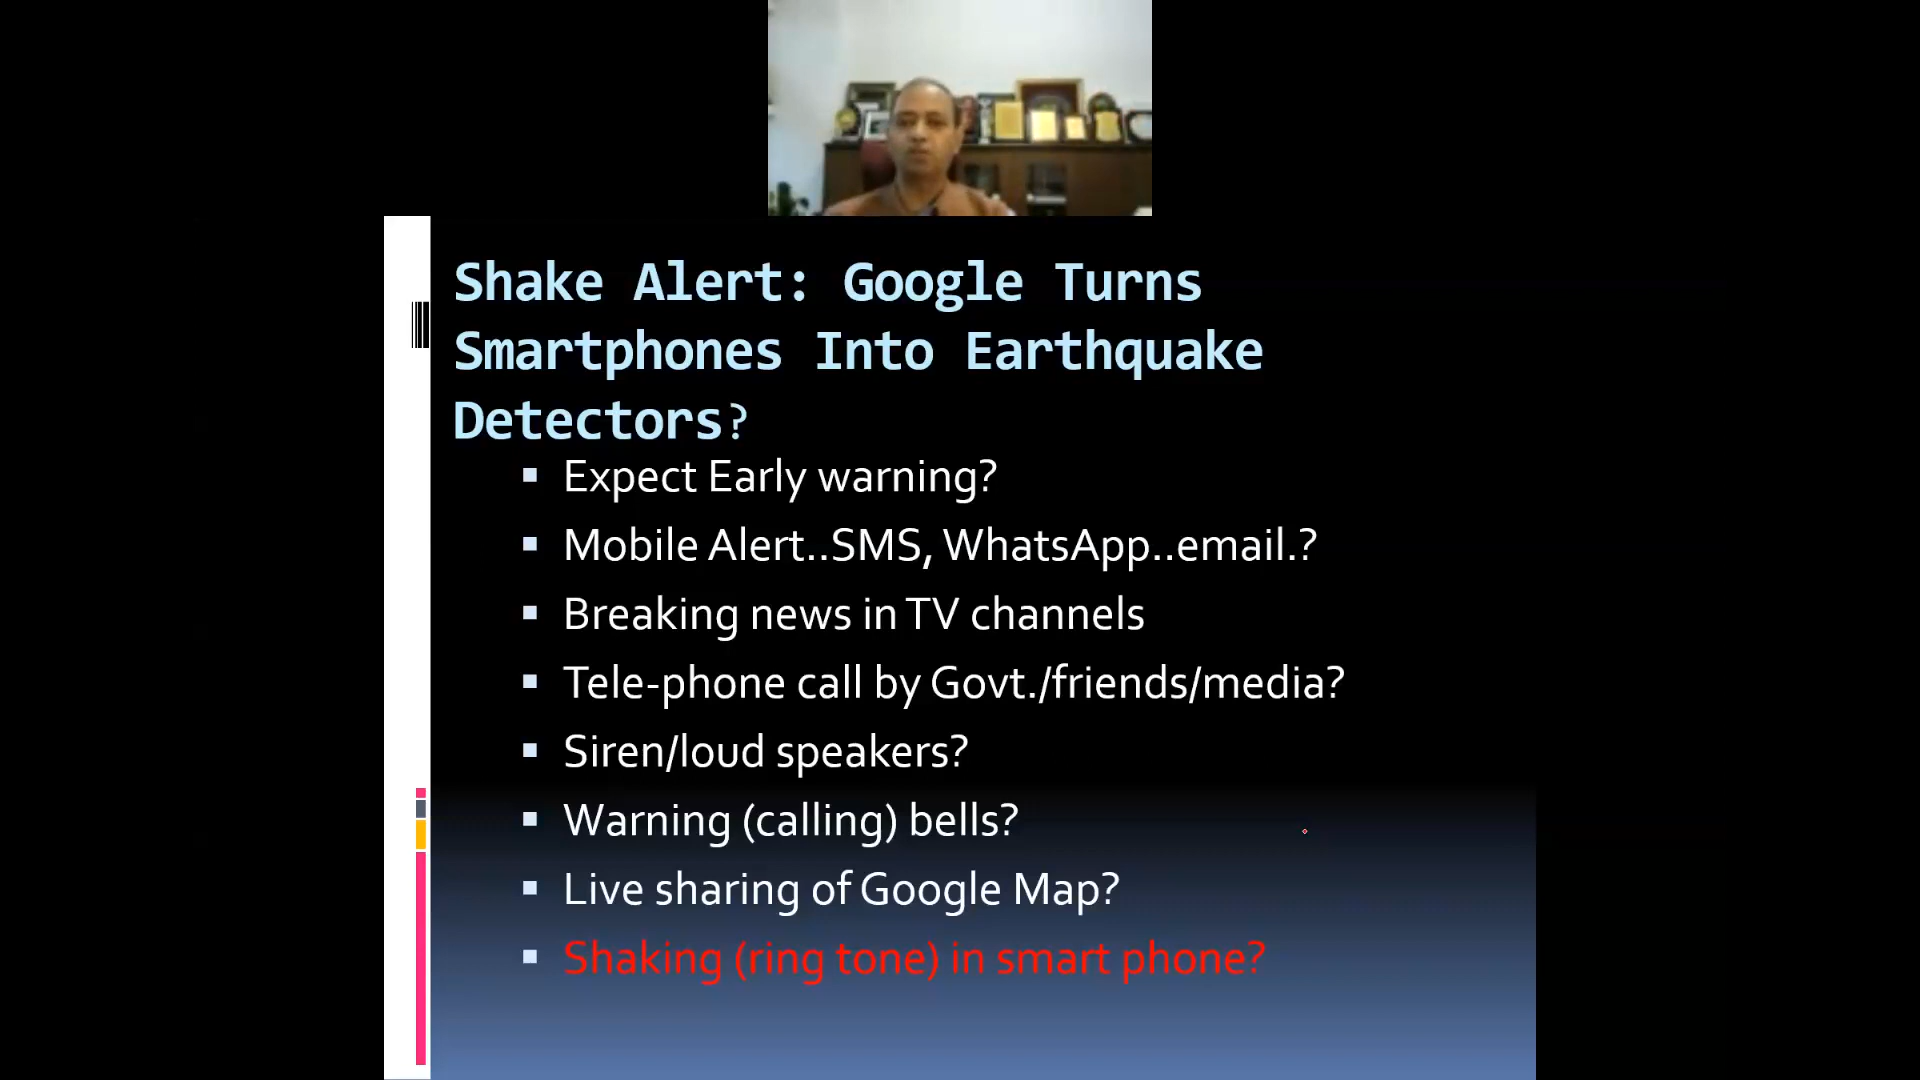 Shake Alert: Google Turns
Smartphones Into Earthquake
Detectors?
Expect Early warning?
Mobile Alert..SMS, WhatsApp..email.?
Breaking news in TV channels
Tele-phone call by Govt./friends/media?
Siren/loud speakers?
Warning (calling) bells?
Live sharing of Google Map?
Shaking (ring tone) in smart phone?